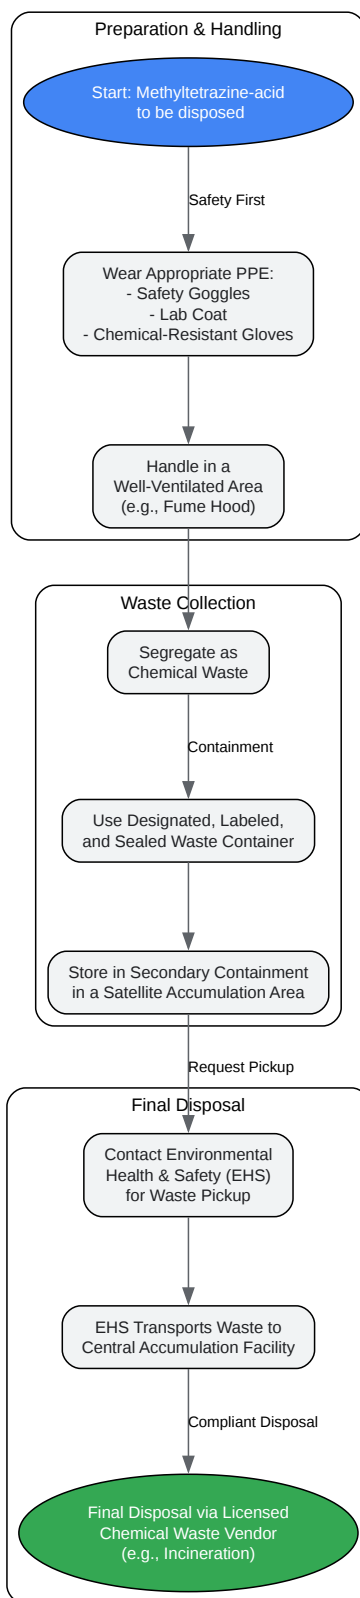 Preparation & Handling
Start: Methyltetrazine-acid
to be disposed
Safety First
Wear Appropriate PPE:
- Safety Goggles
- Lab Coat
- Chemical-Resistant Gloves
Handle in a
Well-Ventilated Area
(e.g., Fume Hood)
Waste Collection
Segregate as
Chemical Waste
Containment
Use Designated, Labeled,
and Sealed Waste Container
Store in Secondary Containment
in a Satellite Accumulation Area
Request Pickup
Final Disposal
Contact Environmental
Health & Safety (EHS)
for Waste Pickup
EHS Transports Waste to
Central Accumulation Facility
Compliant Disposal
Final Disposal via Licensed
Chemical Waste Vendor
(e.g., Incineration)